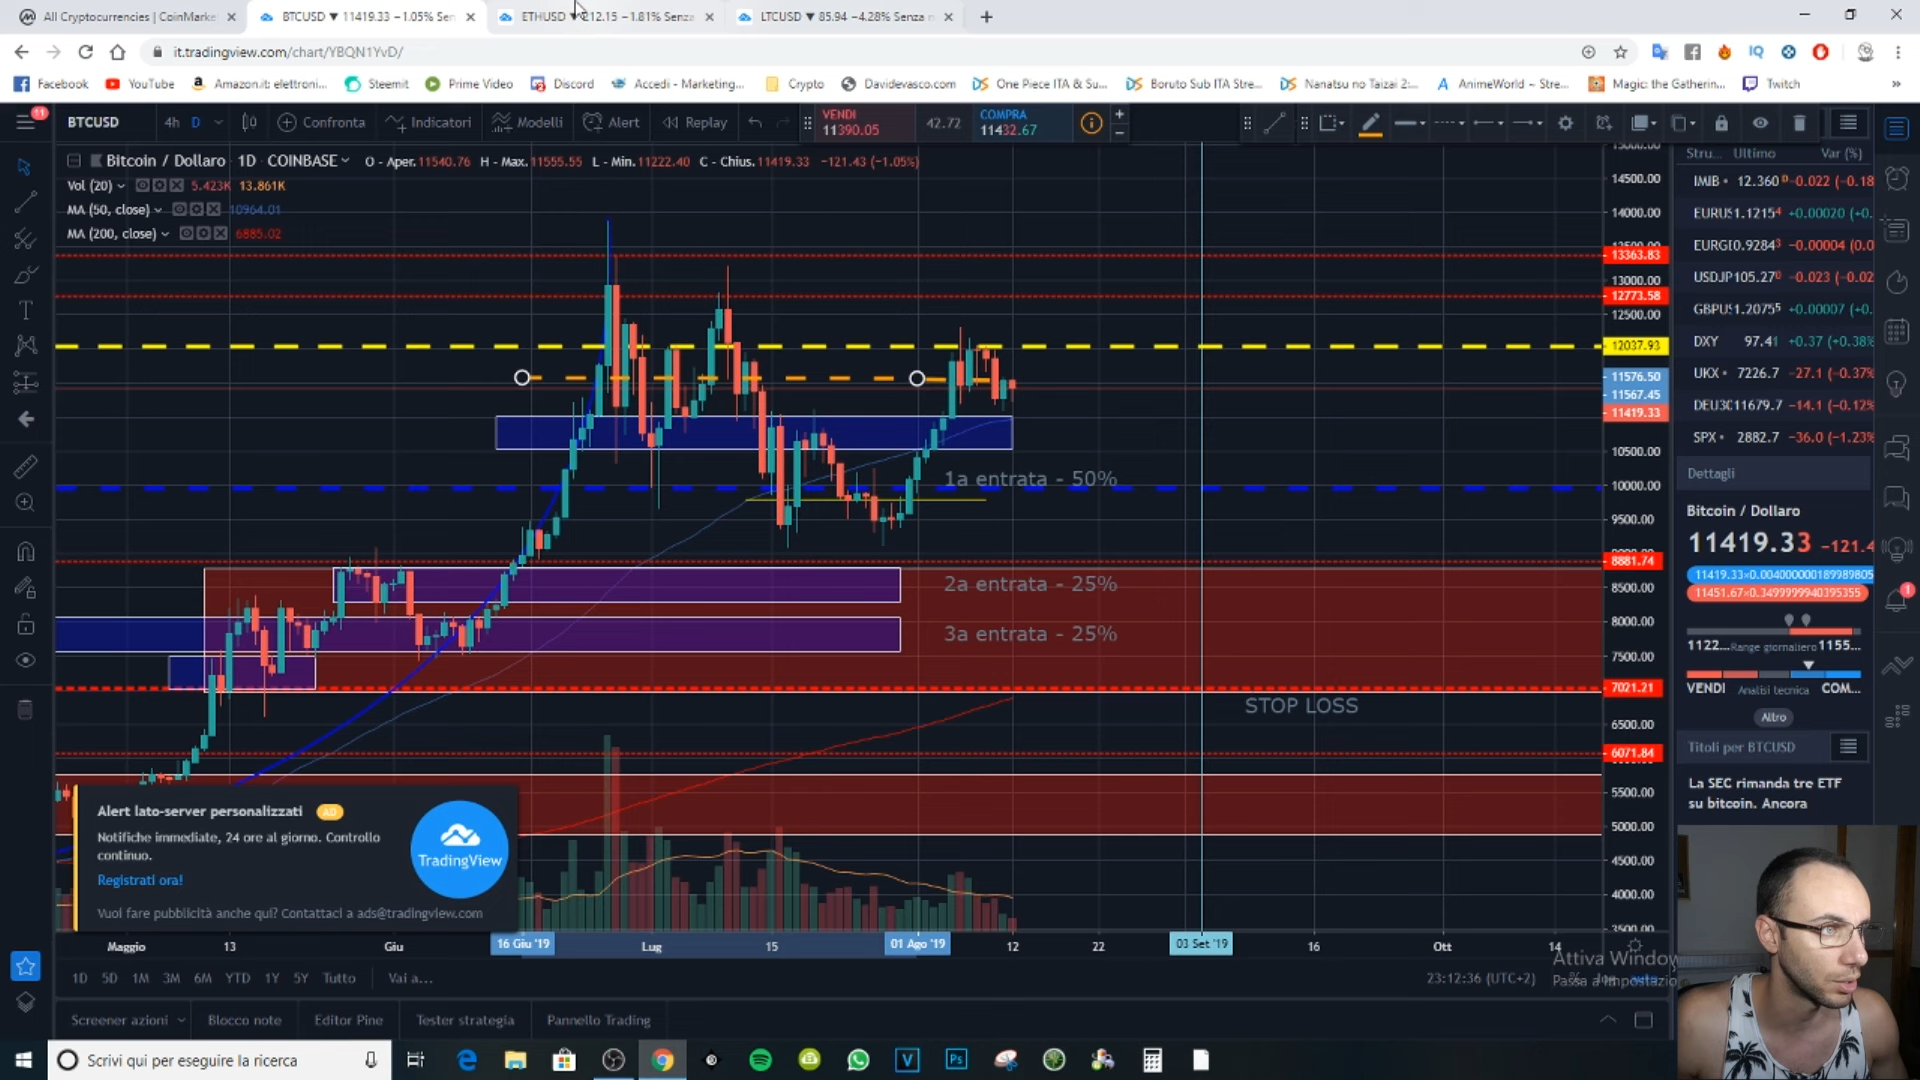 All Cryptocurrencies | CoinMarke
BTCUSD ▼ 11419.33 −1.05% Sen
ETHUSD ▼ 212.15 −1.81% Senza
LTCUSD ▼ 85.94 −4.28% Senza
it.tradingview.com/chart/YBQN1YvD/
Facebook YouTube Amazon.it: elettroni... Steemit Prime Video Discord Accedi - Marketing... Crypto Davidevasco.com One Piece ITA & Su... Boruto Sub ITA Stre... Nanatsu no Taizai 2:... AnimeWorld ~ Stre... Magic: the Gatherin... Twitch »
11 BTCUSD 4h D Confronta Indicatori Modelli Alert Replay
VENDI
11390.05
42.72
COMPRA
11432.67
Bitcoin / Dollaro 1D COINBASE O - Aper. 11540.76 H - Max. 11555.55 L - Min. 11222.40 C - Chius. 11419.33 −121.43 (−1.05%)
Vol (20) 5.423K 13.861K
MA (50, close) 10964.01
MA (200, close) 6885.02
14500.00
14000.00
13363.83
13000.00
12773.58
12500.00
12037.93
11576.50
11567.45
11419.33
10500.00
10000.00
9500.00
8881.74
8500.00
8000.00
7500.00
7021.21
6500.00
6071.84
5500.00
5000.00
4500.00
4000.00
3500.00
1a entrata - 50%
2a entrata - 25%
3a entrata - 25%
STOP LOSS
Alert lato-server personalizzati AD
Notifiche immediate, 24 ore al giorno. Controllo
continuo.
Registrati ora!
Vuoi fare pubblicità anche qui? Contattaci a ads@tradingview.com
TradingView
Maggio 13 Giu 16 Giu '19 Lug 15 01 Ago '19 12 22 03 Set '19 16 Ott 14
1D 5D 1M 3M 6M YTD 1Y 5Y Tutto Vai a...
23:12:36 (UTC+2)
Screener azioni Blocco note Editor Pine Tester strategia Pannello Trading
Stru... Ultimo Var (%)
IMIB 12.360 D −0.022 (−0.18
EURUS 1.1215⁴ +0.00020 (+0.
EURGI 0.9284³ −0.00004 (0.0
USDJP 105.27⁰ −0.023 (−0.02
GBPUS 1.2075⁵ +0.00007 (+0.
DXY 97.41 +0.37 (+0.38%
UKX 7226.7 −27.1 (−0.37%
DEU30 11679.7 −14.1 (−0.12%
SPX 2882.7 −36.0 (−1.23%
Dettagli
Bitcoin / Dollaro
11419.33 −121.4
11419.33×0.0040000000189989805
11451.67×0.3499999940395355
1122... Range giornaliero 1155...
VENDI Analisi tecnica COM...
Altro
Titoli per BTCUSD
La SEC rimanda tre ETF
su bitcoin. Ancora
1
Attiva Window
Passa a Impostazio
Scrivi qui per eseguire la ricerca